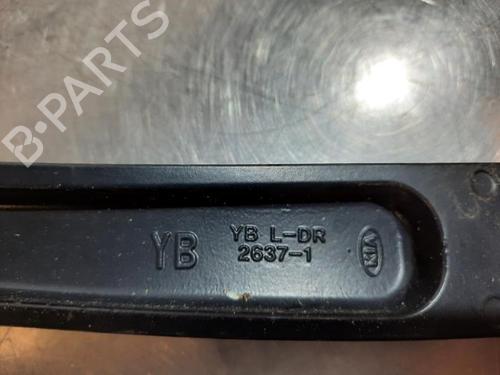 B-PARTS
YB
YB L-DR
2637-1
KIA